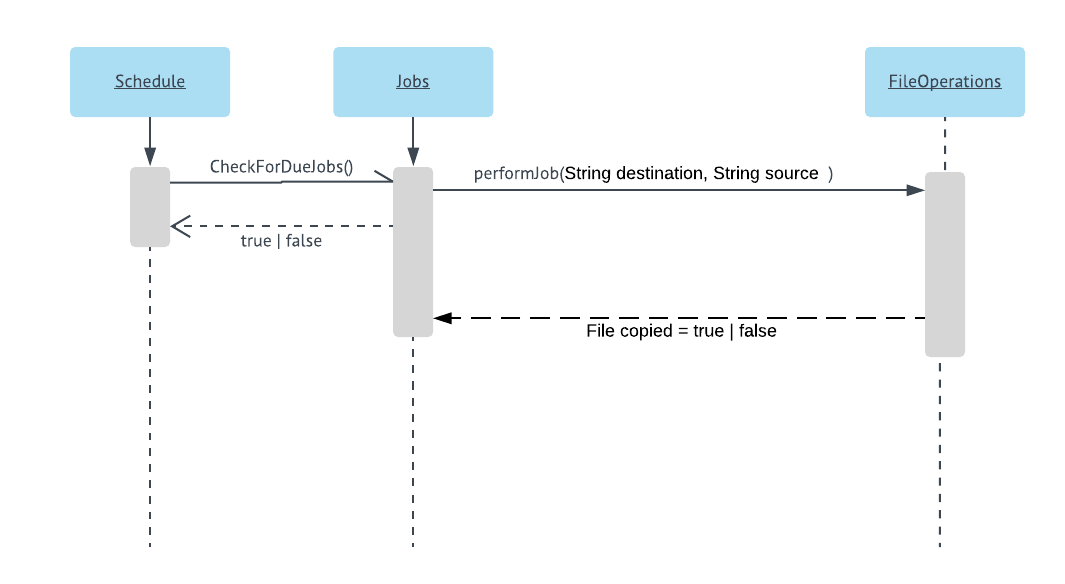 Schedule
Jobs
FileOperations
CheckForDueJobs()
performJob(String destination, String source )
true | false
File copied = true | false